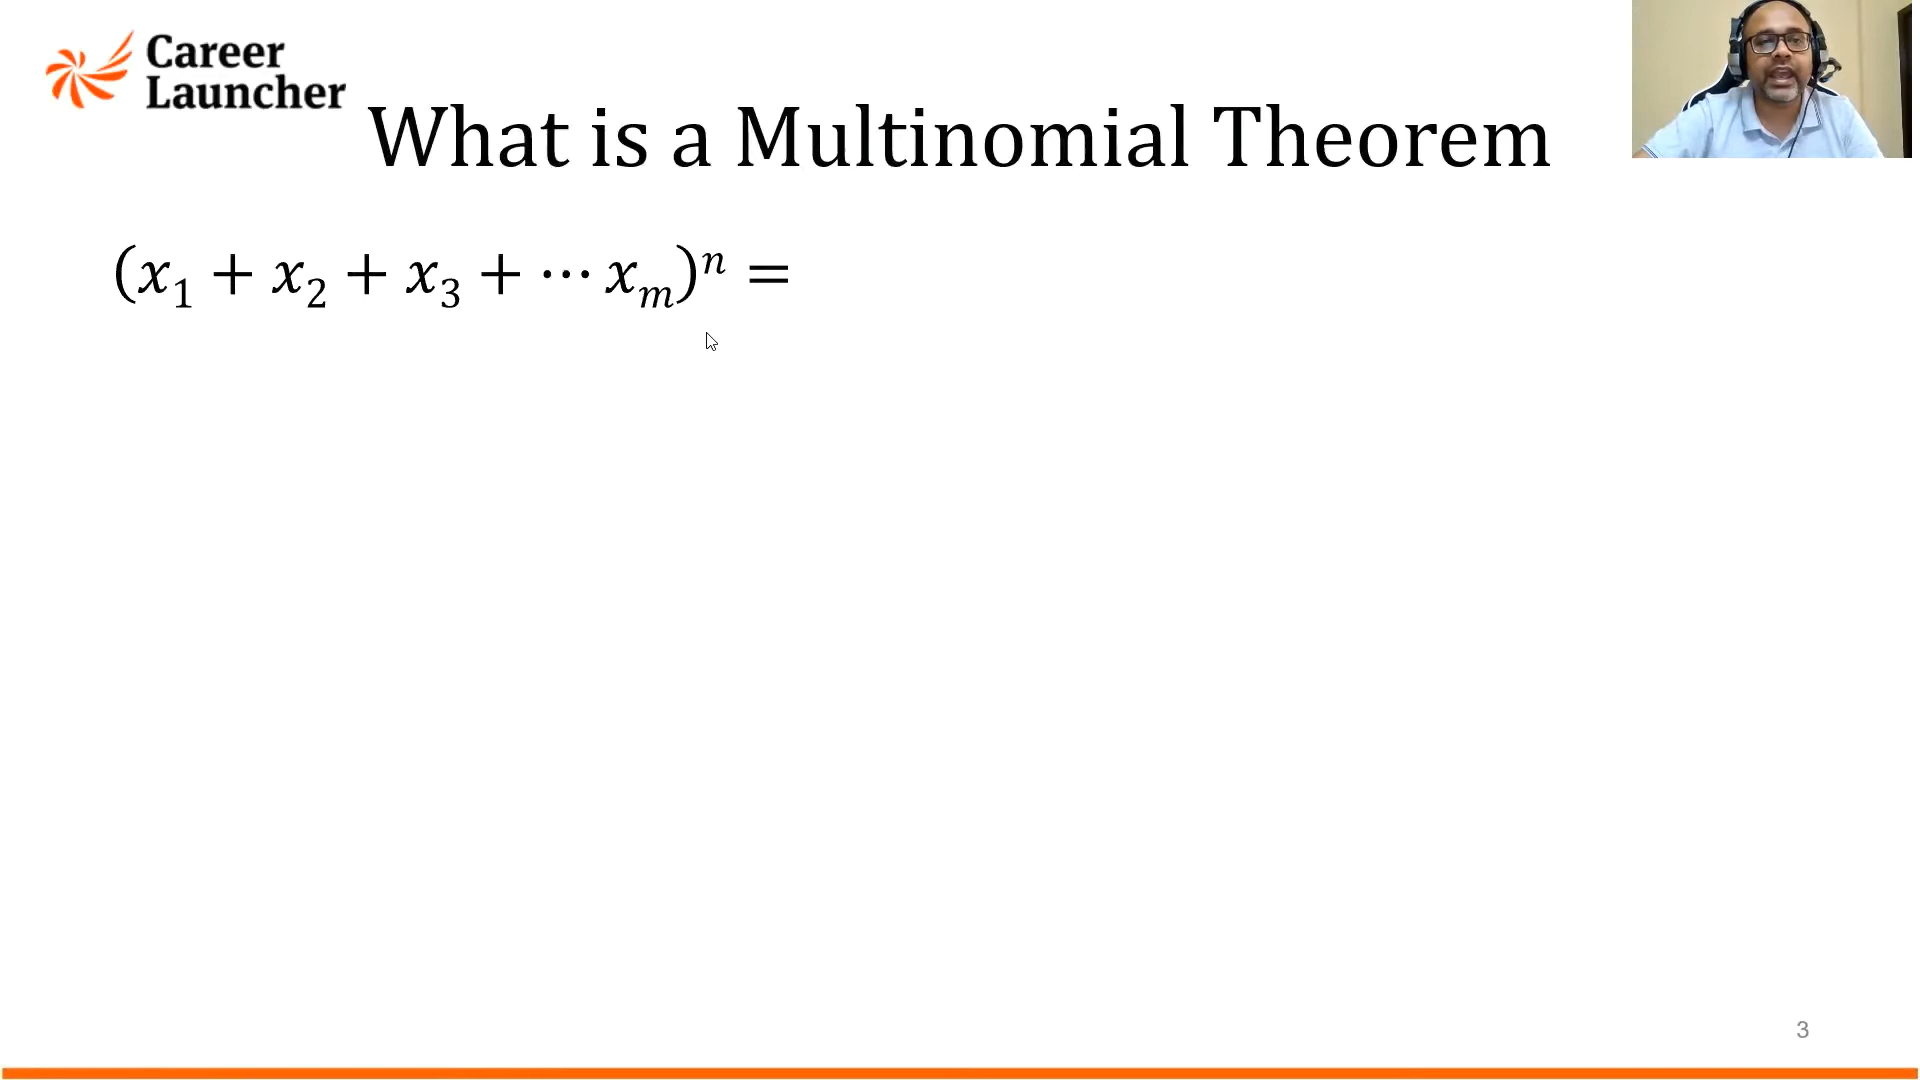 Career
Launcher
What is a Multinomial Theorem
(x₁ + x₂ + x₃ + ⋯ xₘ)ⁿ =
3